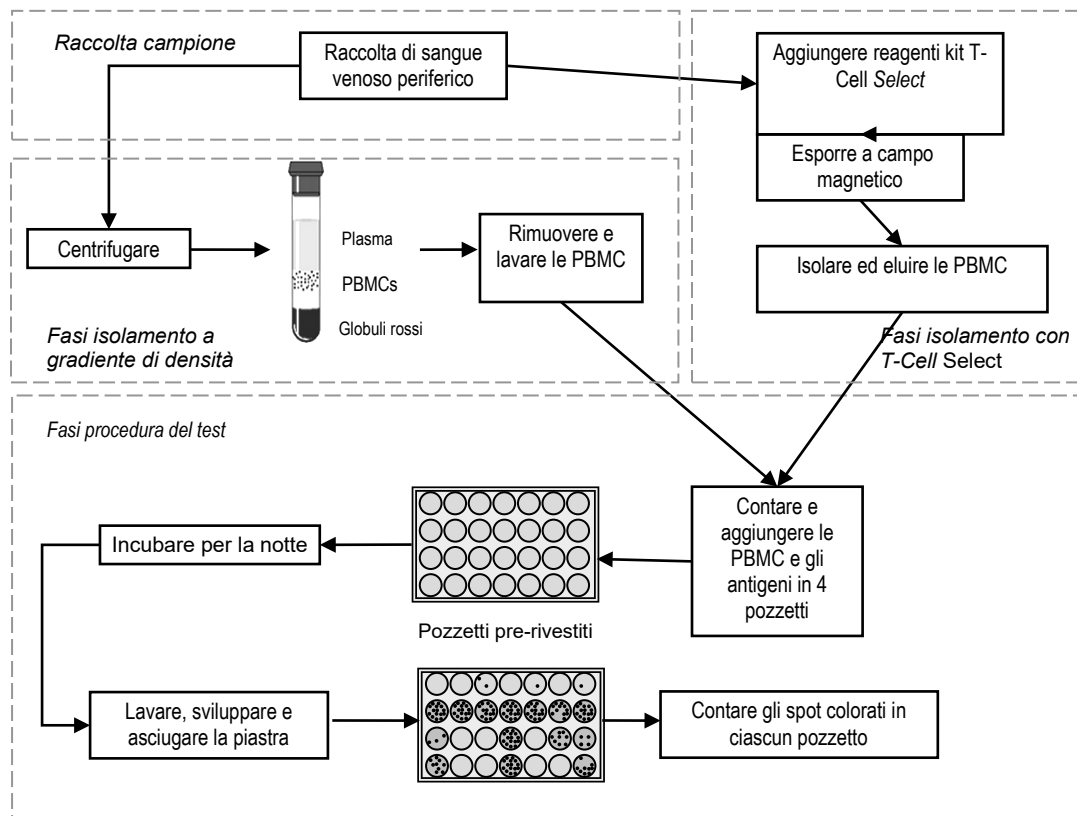 Raccolta campione
Raccolta di sangue
venoso periferico
Aggiungere reagenti kit T-
Cell Select
Esporre a campo
magnetico
Centrifugare
Plasma
PBMCs
Globuli rossi
Rimuovere e
lavare le PBMC
Isolare ed eluire le PBMC
Fasi isolamento a
gradiente di densità
Fasi isolamento con
T-Cell Select
Fasi procedura del test
Contare e
aggiungere le
PBMC e gli
antigeni in 4
pozzetti
Incubare per la notte
Pozzetti pre-rivestiti
Lavare, sviluppare e
asciugare la piastra
Contare gli spot colorati in
ciascun pozzetto